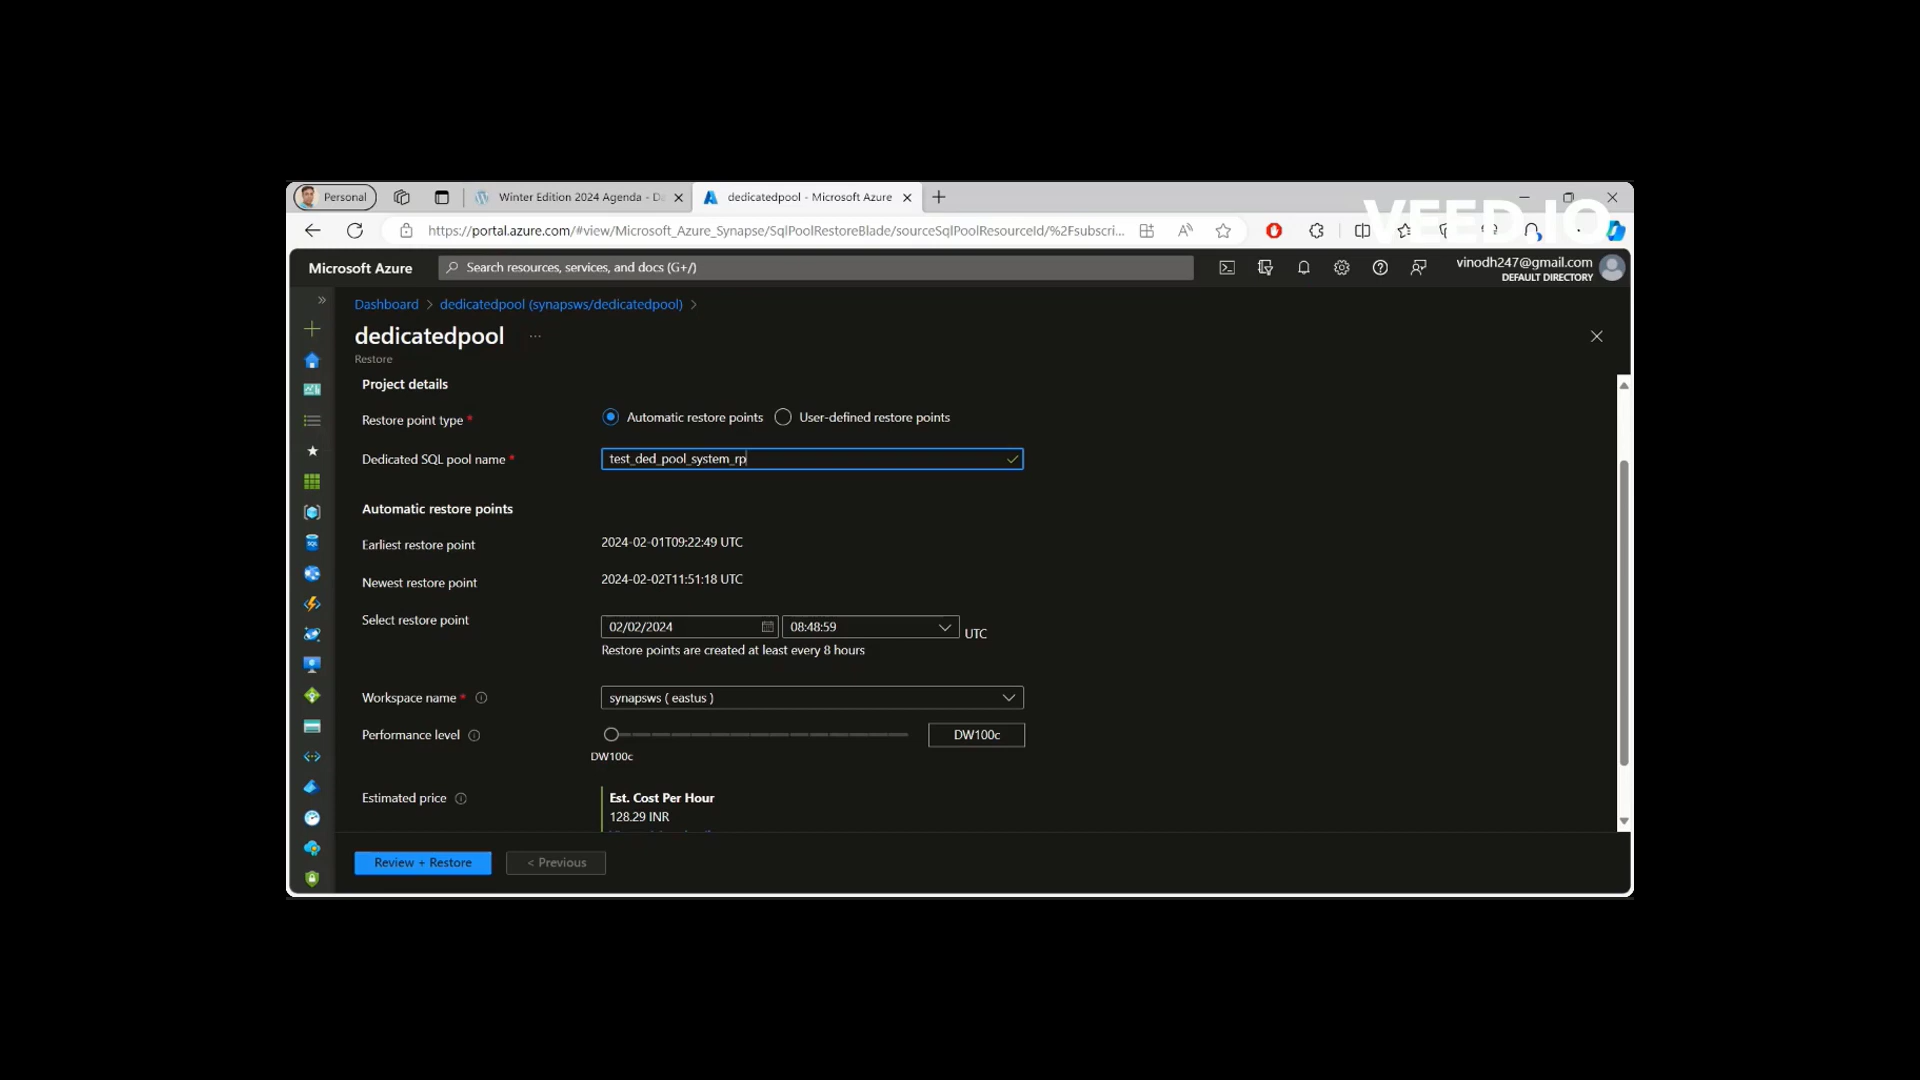 Personal
Winter Edition 2024 Agenda - Da
dedicatedpool - Microsoft Azure
VEED.IO
https://portal.azure.com/#view/Microsoft_Azure_Synapse/SqlPoolRestoreBlade/sourceSqlPoolResourceId/%2Fsubscri...
Microsoft Azure
Search resources, services, and docs (G+/)
vinodh247@gmail.com
DEFAULT DIRECTORY
Dashboard > dedicatedpool (synapsws/dedicatedpool) >
dedicatedpool ...
Restore
Project details
Restore point type * Automatic restore points User-defined restore points
Dedicated SQL pool name * test_ded_pool_system_rp
Automatic restore points
Earliest restore point 2024-02-01T09:22:49 UTC
Newest restore point 2024-02-02T11:51:18 UTC
Select restore point 02/02/2024 08:48:59 UTC
Restore points are created at least every 8 hours
Workspace name * synapsws ( eastus )
Performance level DW100c
DW100c
Estimated price Est. Cost Per Hour
128.29 INR
Review + Restore < Previous